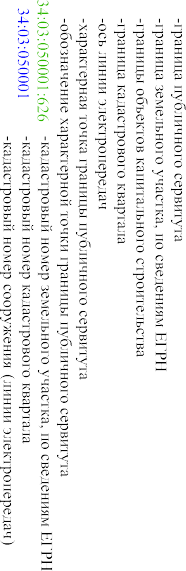 -граница публичного сервитута
-граница земельного участка, по сведениям ЕГРН
-границы объектов капитального строительства
-граница кадастрового квартала
-ось линии электропередач
-характерная точка границы публичного сервитута
-обозначение характерной точки границы публичного сервитута
34:03:050001:626 -кадастровый номер земельного участка, по сведениям ЕГРН
34:03:050001 -кадастровый номер кадастрового квартала
-кадастровый номер сооружения (линии электропередач)